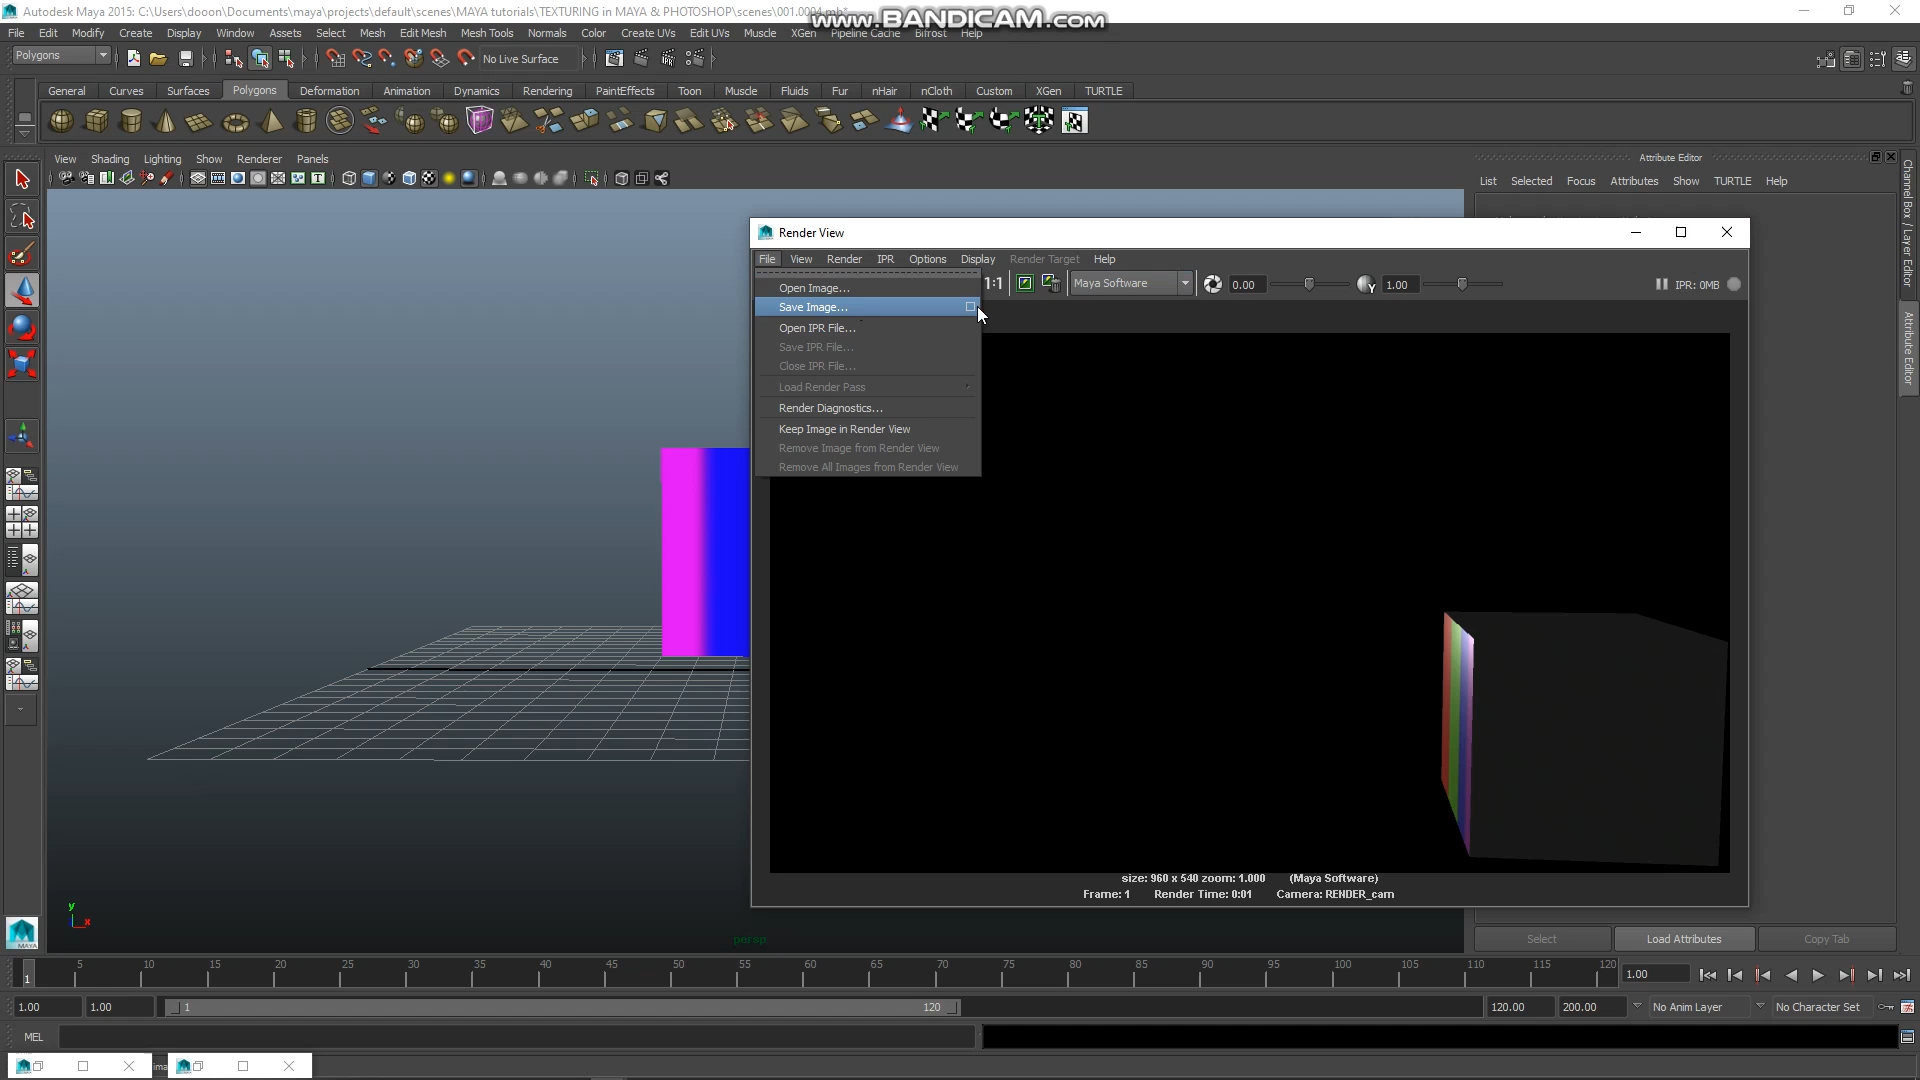 Autodesk Maya 2015: C:\Users\dooon\Documents\maya\projects\default\scenes\MAYA tutorials\TEXTURING in MAYA & PHOTOSHOP\scenes\001.0004.mb*
www.BANDICAM.com
File Edit Modify Create Display Window Assets Select Mesh Edit Mesh Mesh Tools Normals Color Create UVs Edit UVs Muscle XGen Pipeline Cache Bifrost Help
Polygons
No Live Surface
General Curves Surfaces Polygons Deformation Animation Dynamics Rendering PaintEffects Toon Muscle Fluids Fur nHair nCloth Custom XGen TURTLE
View Shading Lighting Show Renderer Panels
Attribute Editor
List Selected Focus Attributes Show TURTLE Help
Channel Box / Layer Editor
Attribute Editor
Render View
File View Render IPR Options Display Render Target Help
1:1
Maya Software
0.00
1.00
IPR: 0MB
Open Image...
Save Image...
Open IPR File...
Save IPR File...
Close IPR File...
Load Render Pass
Render Diagnostics...
Keep Image in Render View
Remove Image from Render View
Remove All Images from Render View
size: 960 x 540 zoom: 1.000 (Maya Software)
Frame: 1 Render Time: 0:01 Camera: RENDER_cam
y
x
persp
Select
Load Attributes
Copy Tab
MAYA
1 5 10 15 20 25 30 35 40 45 50 55 60 65 70 75 80 85 90 95 100 105 110 115 120
1.00
1.00
1.00
1
120
120.00
200.00
No Anim Layer
No Character Set
MEL